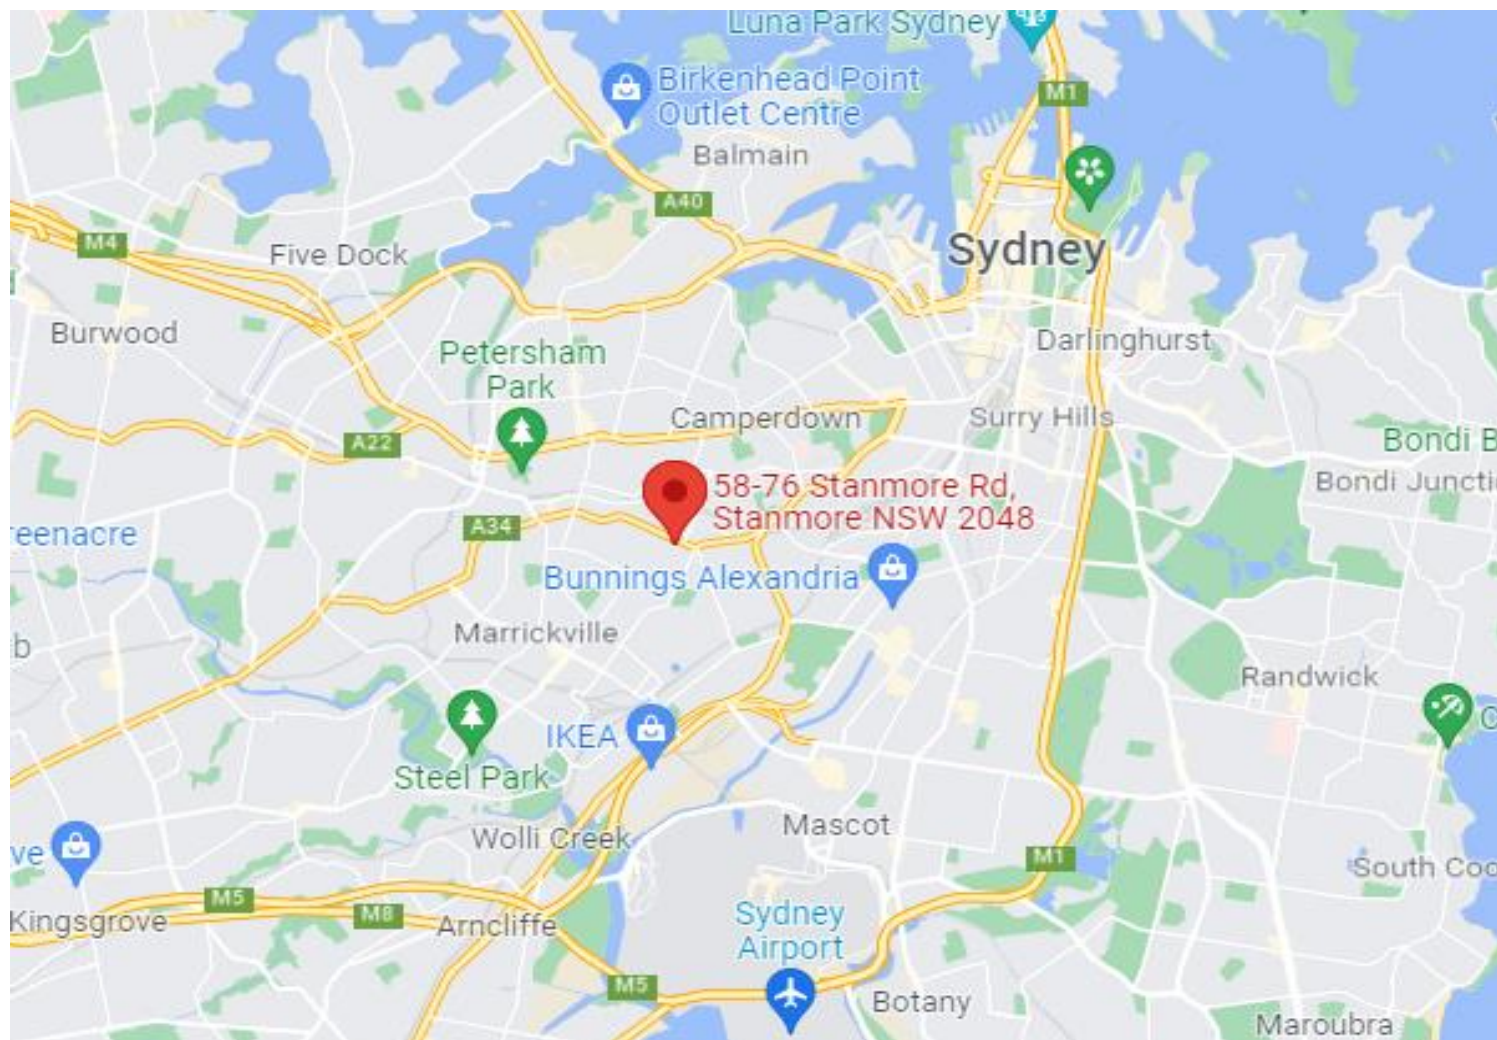 Luna Park Sydney
Birkenhead Point
Outlet Centre
M1
Balmain
A40
M4
Five Dock
Sydney
Burwood
Petersham
Park
Darlinghurst
Camperdown
Surry Hills
A22
Bondi B
Bondi Juncti
58-76 Stanmore Rd,
Stanmore NSW 2048
A34
reenacre
Bunnings Alexandria
Marrickville
b
Randwick
C
IKEA
Steel Park
Mascot
Wolli Creek
ve
M1
South Coo
M5
M8
Kingsgrove
Arncliffe
Sydney
Airport
M5
Botany
Maroubra